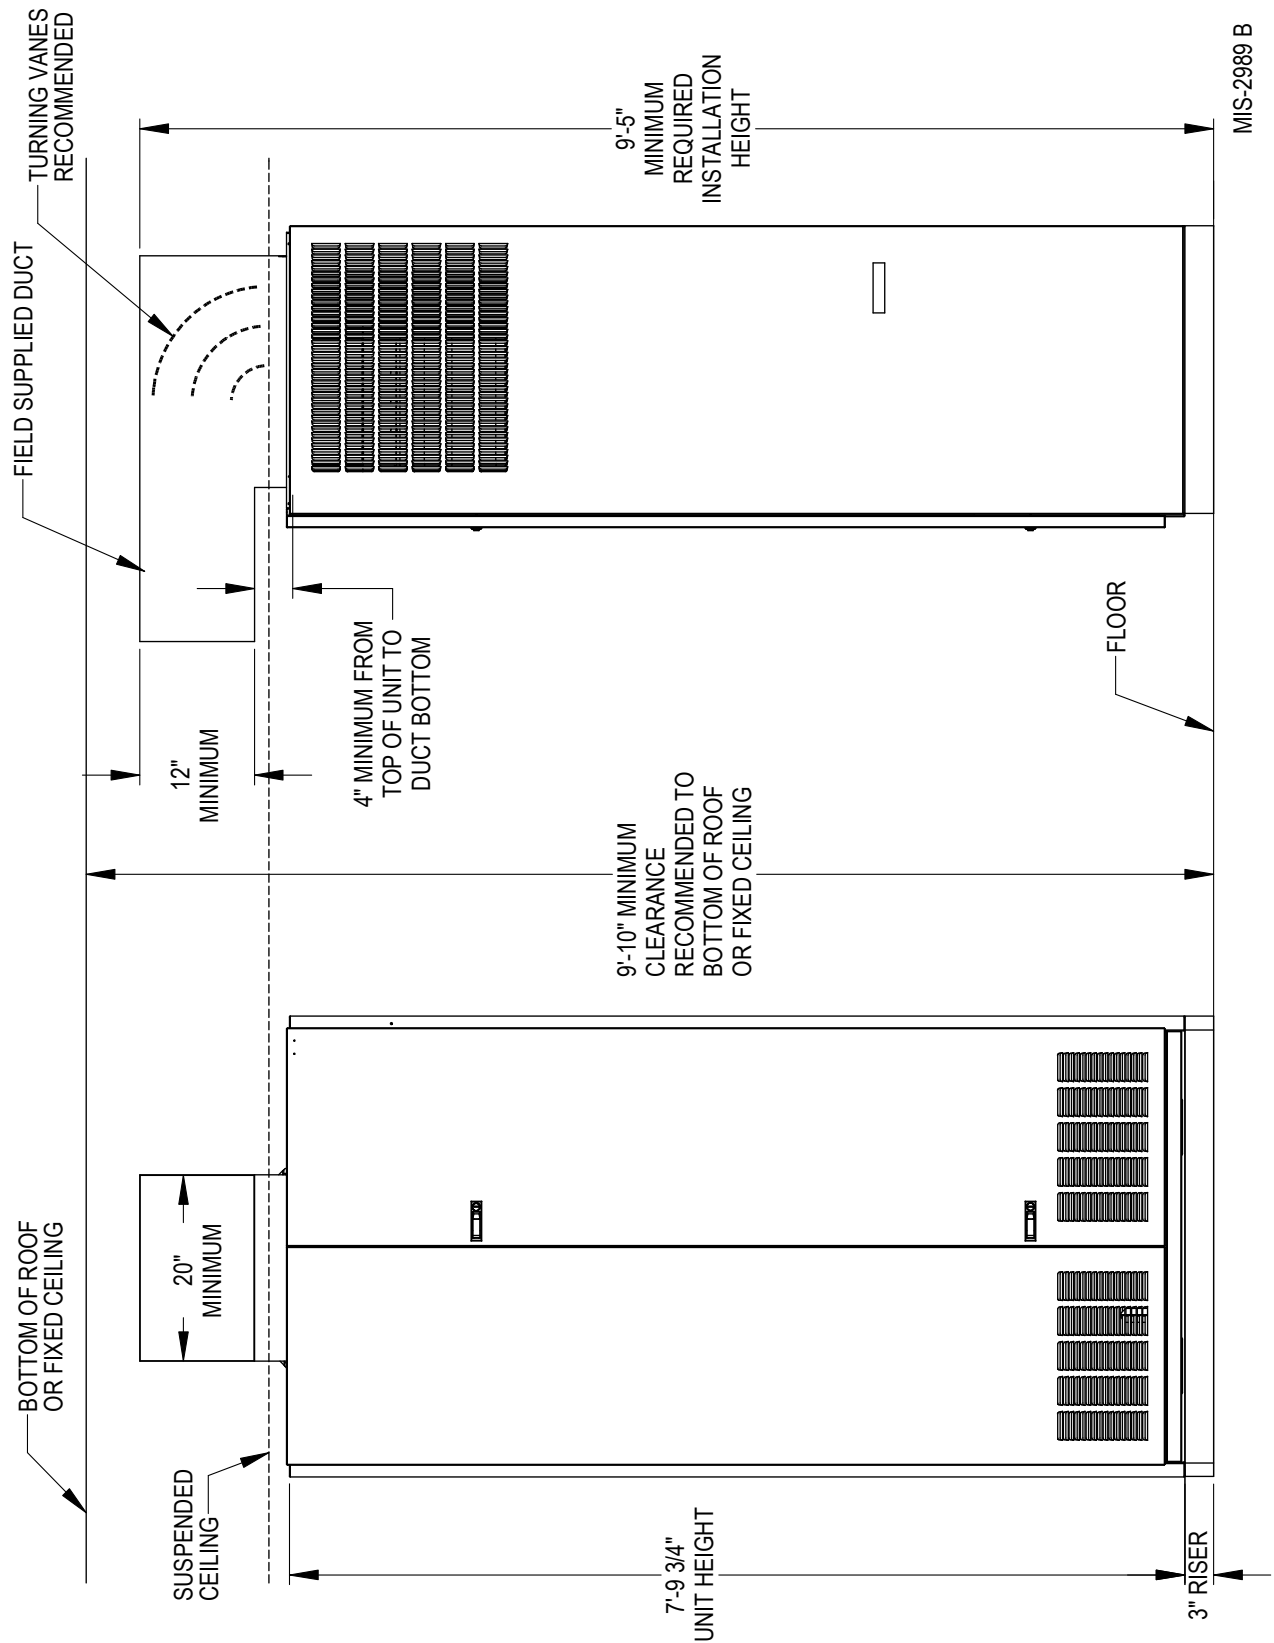 BOTTOM OF ROOF
OR FIXED CEILING
FIELD SUPPLIED DUCT
TURNING VANES
RECOMMENDED
SUSPENDED
CEILING
20"
MINIMUM
12"
MINIMUM
4" MINIMUM FROM
TOP OF UNIT TO
DUCT BOTTOM
7'-9 3/4"
UNIT HEIGHT
9'-10" MINIMUM
CLEARANCE
RECOMMENDED TO
BOTTOM OF ROOF
OR FIXED CEILING
9'-5"
MINIMUM
REQUIRED
INSTALLATION
HEIGHT
FLOOR
3" RISER
MIS-2989 B